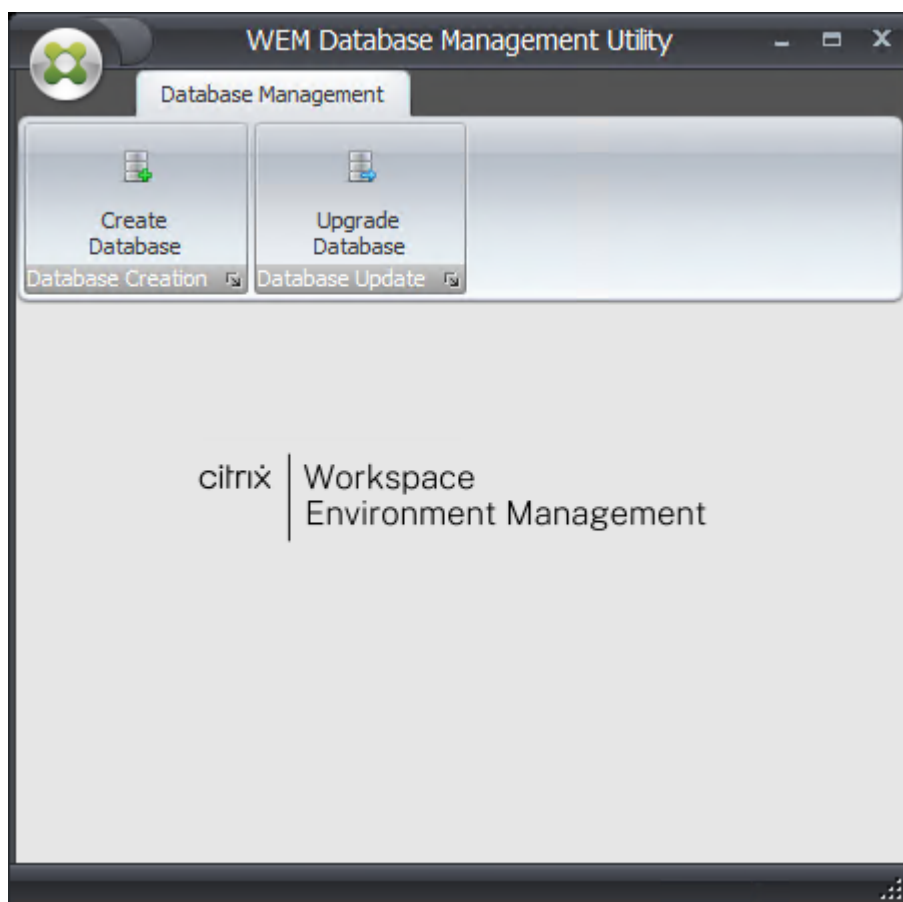 WEM Database Management Utility
Database Management
Create
Database
Upgrade
Database
Database Creation
Database Update
citrix
Workspace
Environment Management